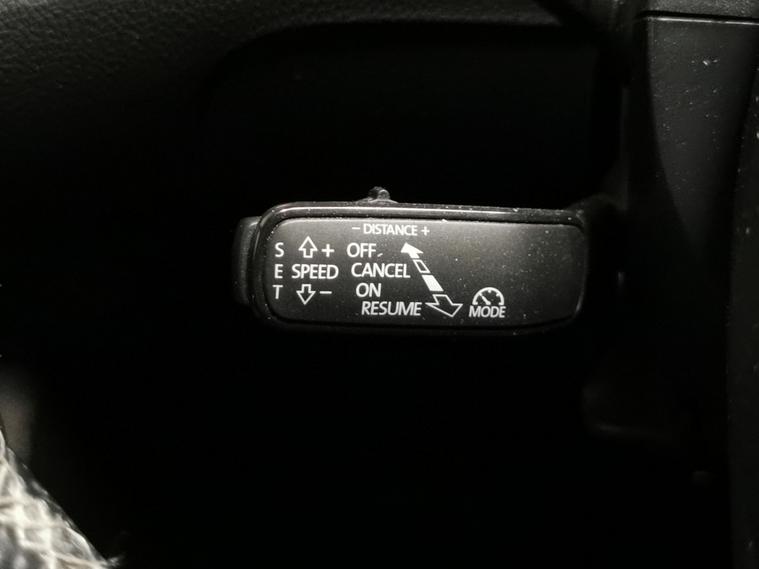 - DISTANCE +
S + OFF
E SPEED CANCEL
T - ON
RESUME MODE